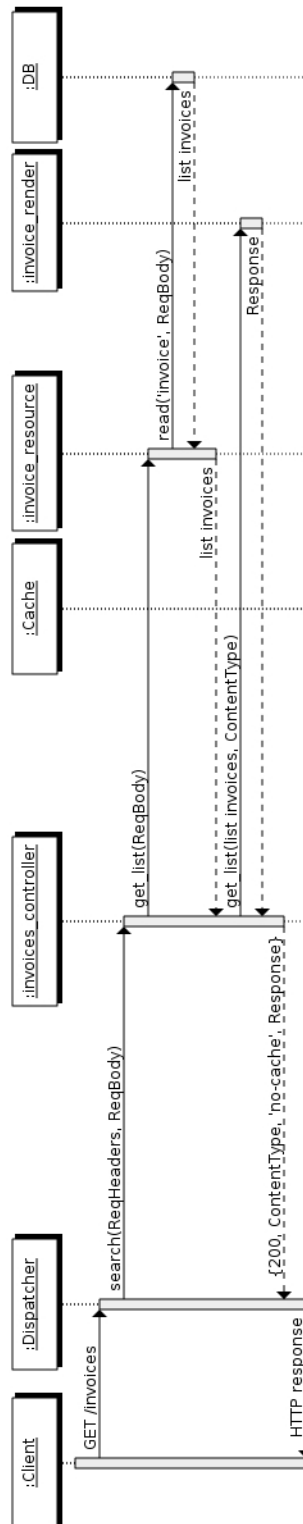 :Client
:Dispatcher
:invoices_controller
:Cache
:invoice_resource
:invoice_render
:DB
GET /invoices
search(ReqHeaders, ReqBody)
get_list(ReqBody)
read('invoice', ReqBody)
list invoices
list invoices
get_list(list invoices, ContentType)
Response
{200, ContentType, 'no-cache', Response}
HTTP response